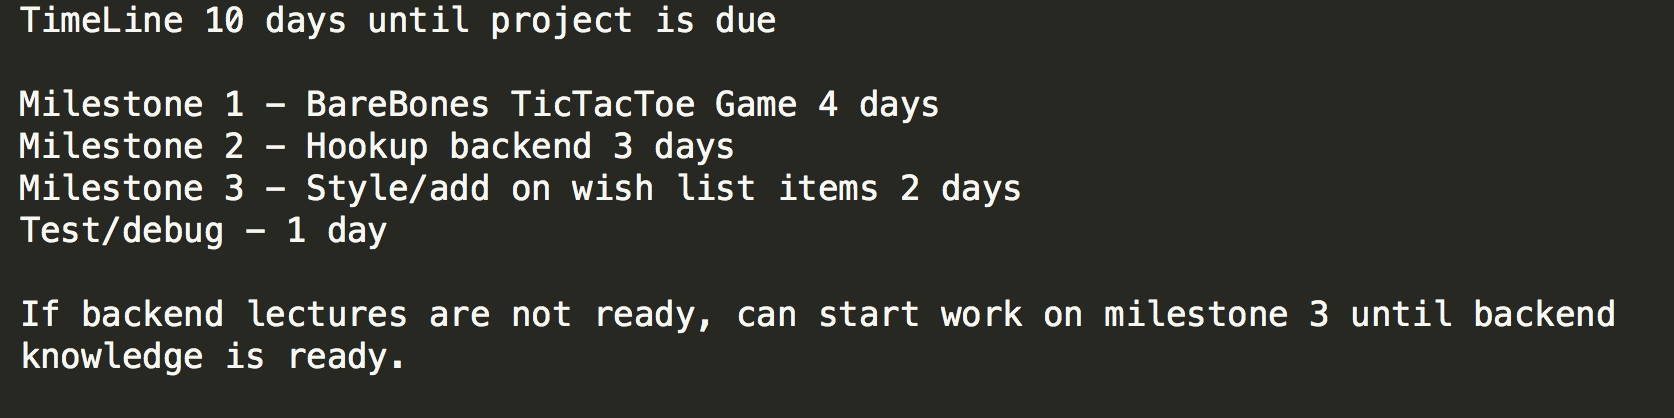 TimeLine 10 days until project is due
Milestone 1 – BareBones TicTacToe Game 4 days
Milestone 2 – Hookup backend 3 days
Milestone 3 – Style/add on wish list items 2 days
Test/debug – 1 day
If backend lectures are not ready, can start work on milestone 3 until backend
knowledge is ready.